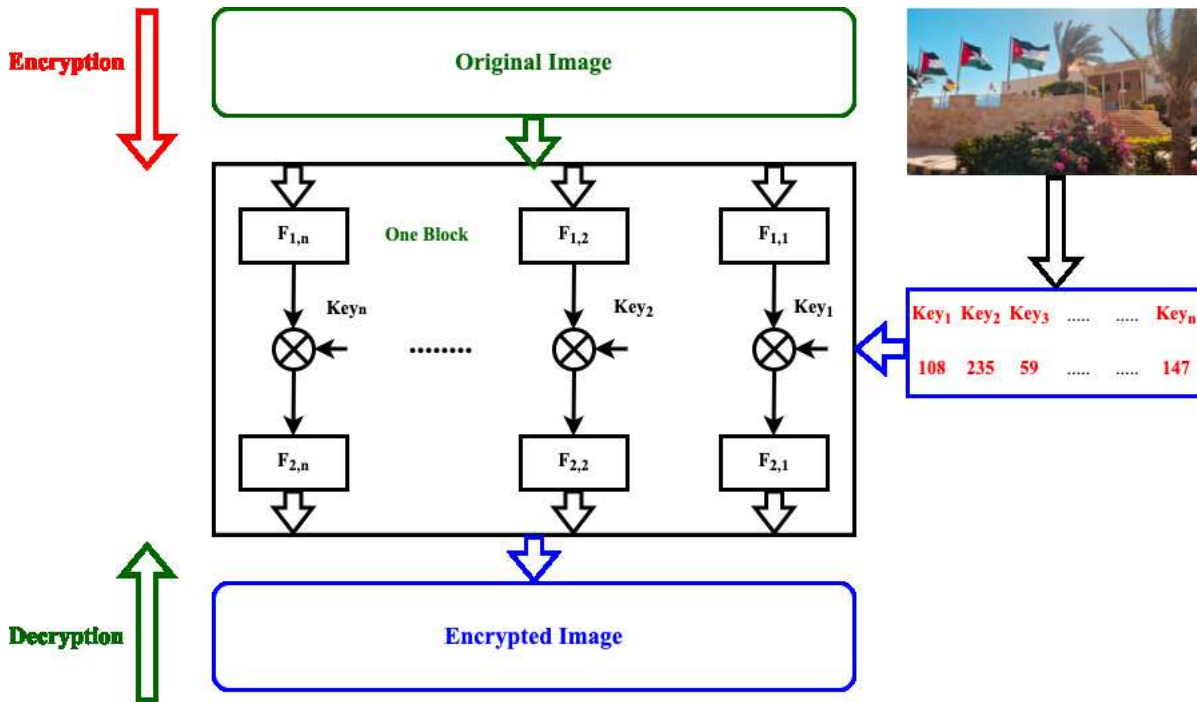 Encryption
Original Image
F1,n
One Block
F1,2
F1,1
Keyn
Key2
Key1
........
Key1 Key2 Key3 ..... ..... Keyn
108 235 59 ..... ..... 147
F2,n
F2,2
F2,1
Decryption
Encrypted Image